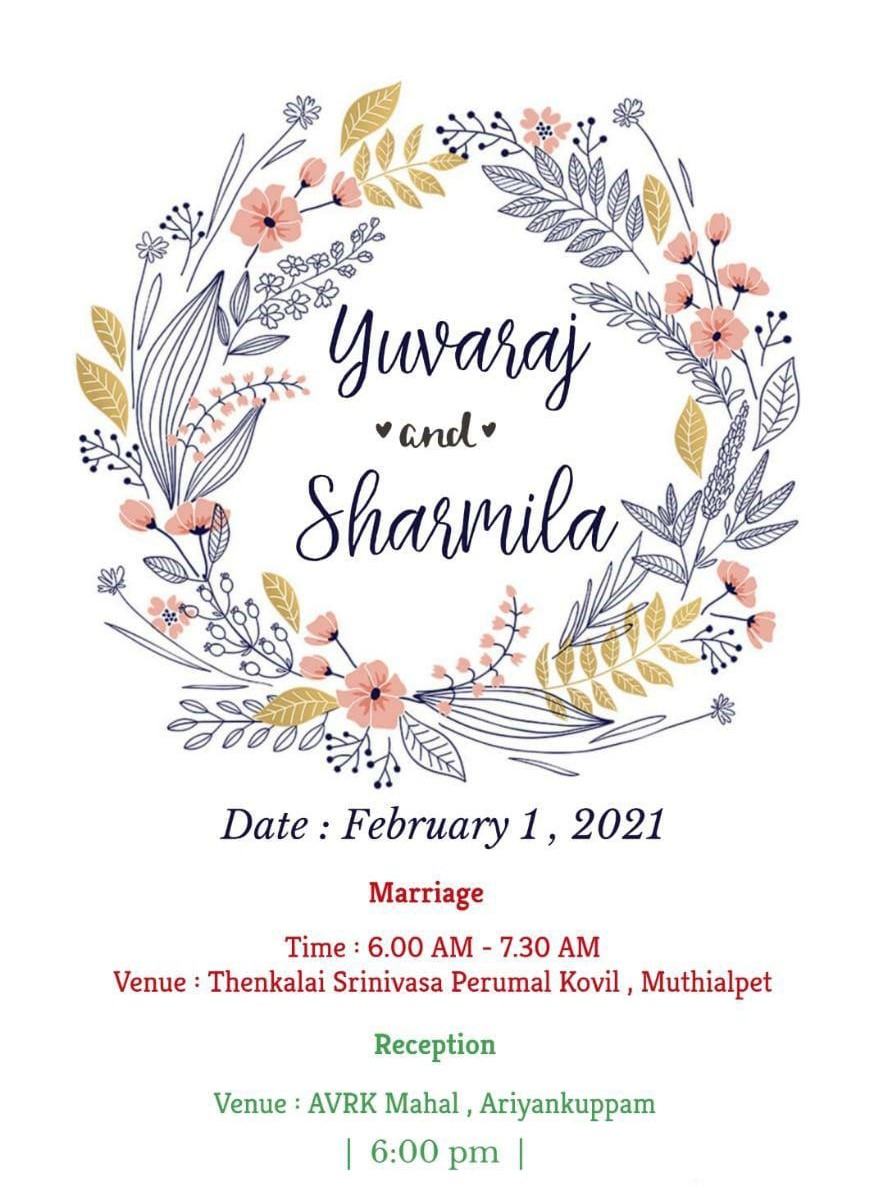 Yuvaraj
and
Sharmila
Date : February 1 , 2021
Marriage
Time : 6.00 AM - 7.30 AM
Venue : Thenkalai Srinivasa Perumal Kovil , Muthialpet
Reception
Venue : AVRK Mahal , Ariyankuppam
| 6:00 pm |